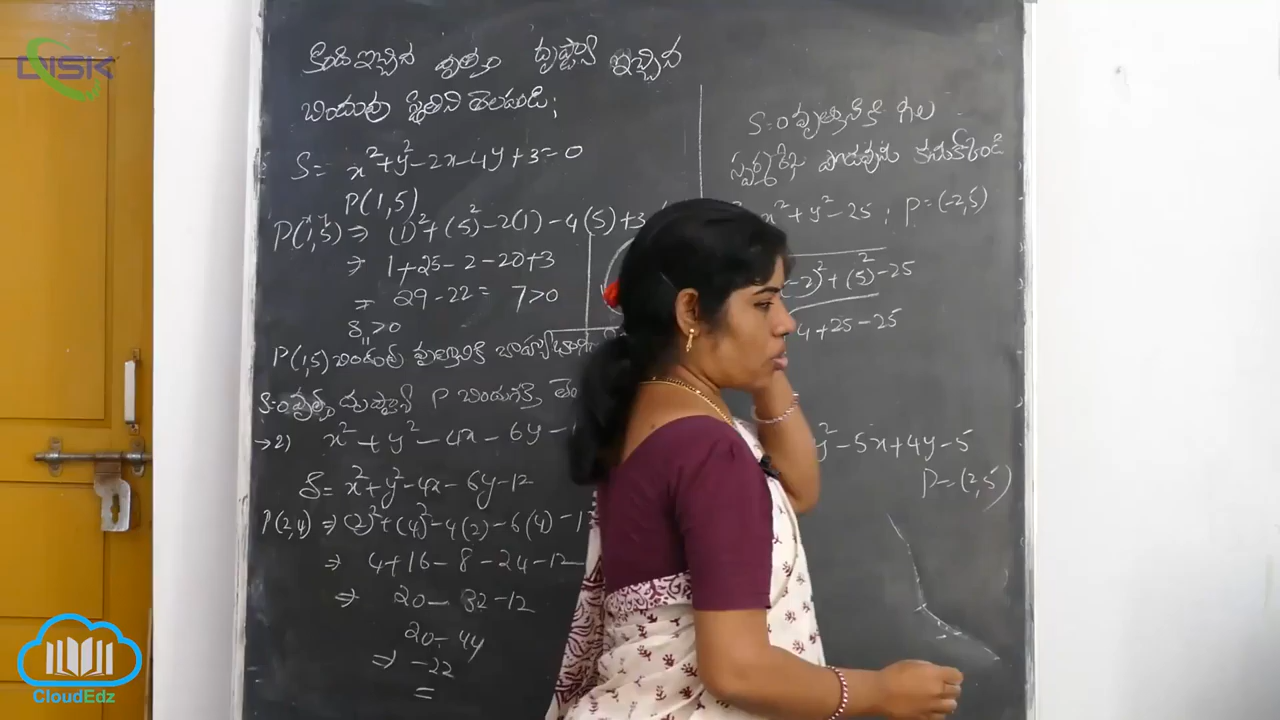 DISK
క్రింది ఇచ్చిన వృత్తం దృష్ట్యా ఇచ్చిన
బిందువు స్థితిని తెలపండి;
S= x²+y²-2x-4y+3=0
P(1,5)
P(1,5) ⇒ (1)²+(5)²-2(1)-4(5)+3
⇒ 1+25-2-20+3
= 29-22= 7>0
S₁₁>0
P(1,5) బిందువు వృత్తానికి
S=0 వృత్త దృష్ట్యా P బిందువు
→2) x²+y²-4x-6y-
S= x²+y²-4x-6y-12
P(2,4) ⇒ (2)²+(4)²-4(2)-6(4)-1
⇒ 4+16-8-24-12
⇒ 20-32-12
20-44
⇒ -22
=
S=0 వృత్తానికి గల
స్పర్శరేఖ పొడవును కనుక్కోండి
x²+y²-25; P=(-2,5)
-2)²+(5)²-25
4+25-25
y²-5x+4y-5
P=(2,5)
CloudEdz